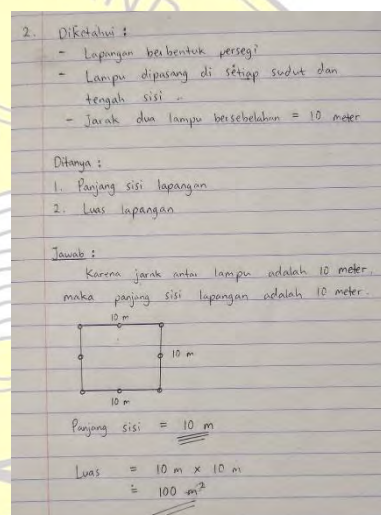 2. Diketahui :
- Lapangan berbentuk persegi
- Lampu dipasang di setiap sudut dan
tengah sisi
- Jarak dua lampu bersebelahan = 10 meter
Ditanya :
1. Panjang sisi lapangan
2. Luas lapangan
Jawab :
Karena jarak antar lampu adalah 10 meter.
maka panjang sisi lapangan adalah 10 meter.
10 m
10 m
10 m
Panjang sisi = 10 m
Luas = 10 m x 10 m
= 100 m²